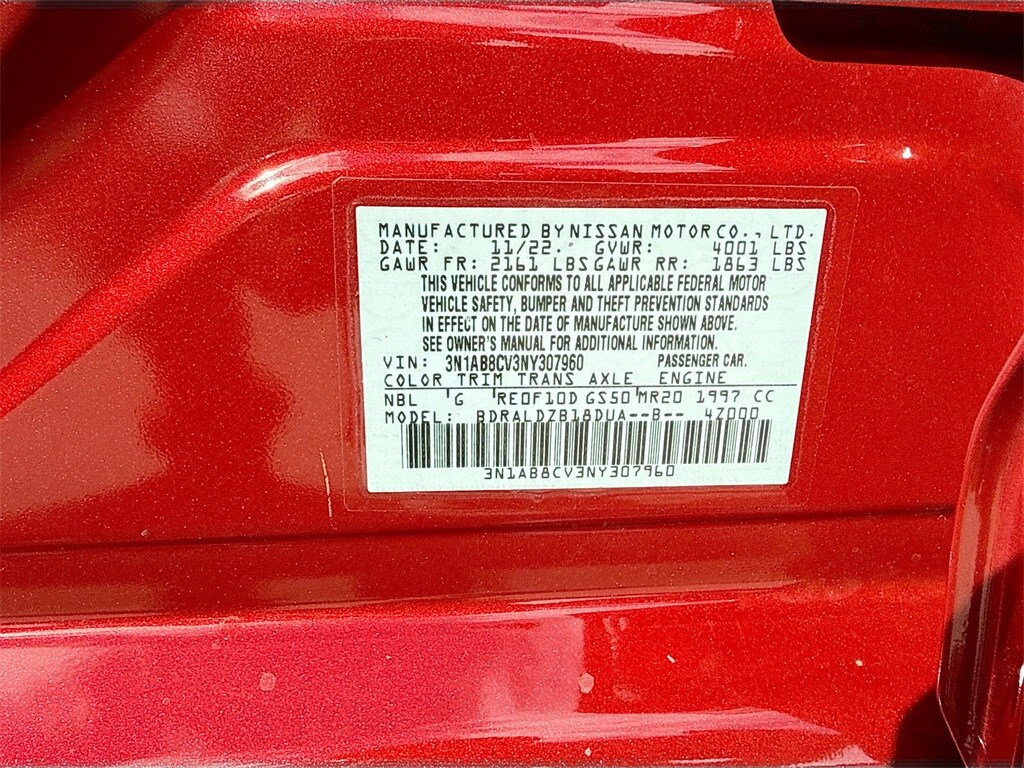 MANUFACTURED BY NISSAN MOTOR CO., LTD.
DATE: 11/22. GVWR: 4001 LBS
GAWR FR: 2161 LBS GAWR RR: 1863 LBS
THIS VEHICLE CONFORMS TO ALL APPLICABLE FEDERAL MOTOR
VEHICLE SAFETY, BUMPER AND THEFT PREVENTION STANDARDS
IN EFFECT ON THE DATE OF MANUFACTURE SHOWN ABOVE.
SEE OWNER'S MANUAL FOR ADDITIONAL INFORMATION.
VIN: 3N1AB8CV3NY307960 PASSENGER CAR.
COLOR TRIM TRANS AXLE ENGINE
NBL 'G 'RE0F10D GS50'MR20 1997 CC
MODEL: BDRALDZB18DUA--B-- 4Z000
3N1AB8CV3NY307960